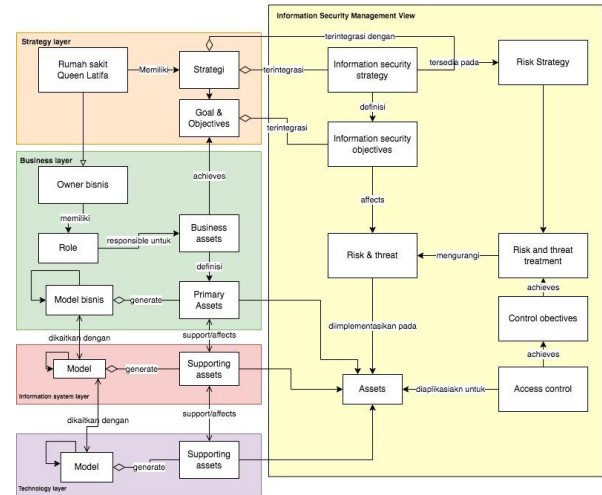 Information Security Management View
Strategy layer
terintegrasi dengan
Rumah sakit
Queen Latifa
Memiliki
Strategi
terintegrasi
Information security
strategy
tersedia pada
Risk Strategy
definisi
Goal &
Objectives
terintegrasi
Information security
objectives
Business layer
achieves
affects
Owner bisnis
memiliki
Role
responsible untuk
Business
assets
definisi
Risk & threat
mengurangi
Risk and threat
treatment
achieves
Model bisnis
generate
Primary
Assets
Control obectives
dikaitkan dengan
support/affects
diimplementasikan pada
achieves
Model
generate
Supporting
assets
Assets
diaplikasiakn untuk
Access control
Information system layer
dikaitkan dengan
support/affects
Model
generate
Supporting
assets
Technology layer